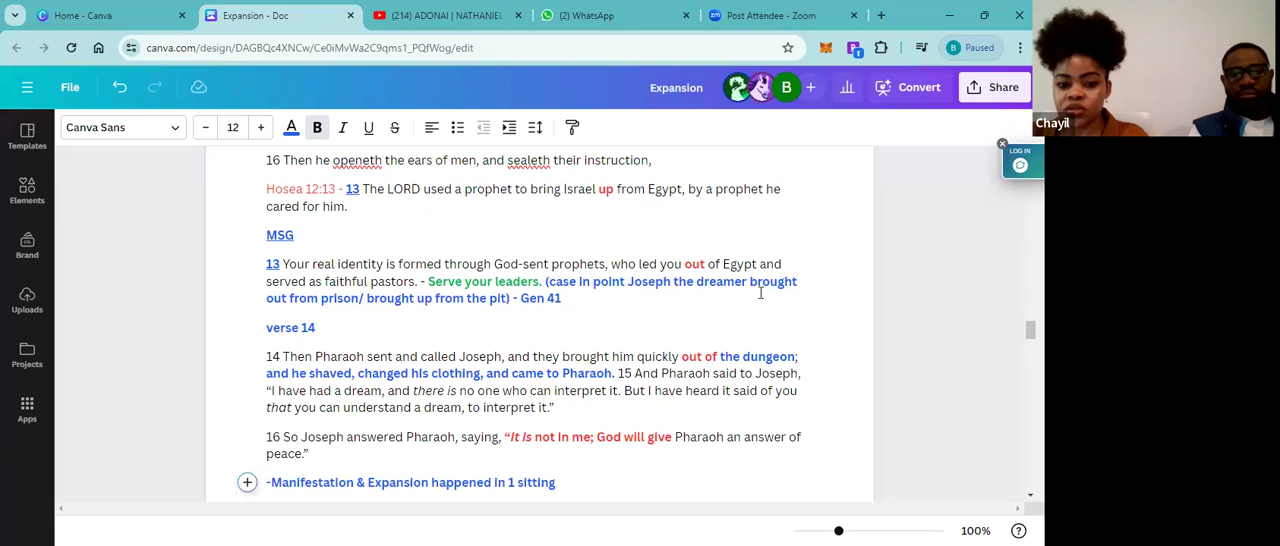 Home - Canva
Expansion - Doc
(214) ADONAI | NATHANIEL
(2) WhatsApp
Post Attendee - Zoom
canva.com/design/DAGBQc4XNCw/Ce0iMvWa2C9qms1_PQfWog/edit
1
B Paused
File
Expansion
B
Convert
Share
Chayil
LOG IN
Canva Sans
12
A
B I U S
Templates
Elements
Brand
CO.
Uploads
Projects
Apps
16 Then he openeth the ears of men, and sealeth their instruction,
Hosea 12:13 - 13 The LORD used a prophet to bring Israel up from Egypt, by a prophet he
cared for him.
MSG
13 Your real identity is formed through God-sent prophets, who led you out of Egypt and
served as faithful pastors. - Serve your leaders. (case in point Joseph the dreamer brought
out from prison/ brought up from the pit) - Gen 41
verse 14
14 Then Pharaoh sent and called Joseph, and they brought him quickly out of the dungeon;
and he shaved, changed his clothing, and came to Pharaoh. 15 And Pharaoh said to Joseph,
“I have had a dream, and there is no one who can interpret it. But I have heard it said of you
that you can understand a dream, to interpret it.”
16 So Joseph answered Pharaoh, saying, “It is not in me; God will give Pharaoh an answer of
peace.”
-Manifestation & Expansion happened in 1 sitting
100%